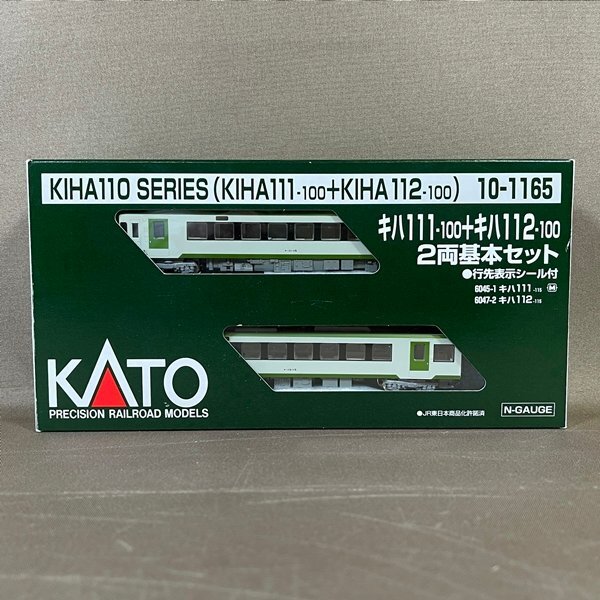 KIHA110 SERIES (KIHA111-100+KIHA112-100) 10-1165
キハ111-100+キハ112-100
2両基本セット
●行先表示シール付
6045-1 キハ111-115 M
6047-2 キハ112-115
KATO
PRECISION RAILROAD MODELS
●JR東日本商品化許諾済
N-GAUGE